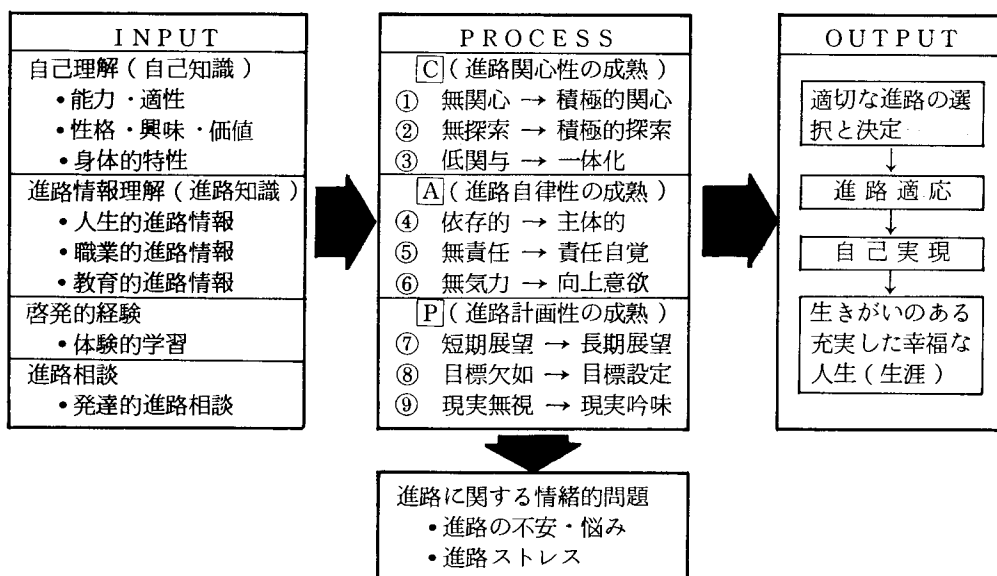 INPUT
自己理解(自己知識)
•能力・適性
•性格・興味・価値
•身体的特性
進路情報理解(進路知識)
•人生的進路情報
•職業的進路情報
•教育的進路情報
啓発的経験
•体験的学習
進路相談
•発達的進路相談
PROCESS
C(進路関心性の成熟)
① 無関心 → 積極的関心
② 無探索 → 積極的探索
③ 低関与 → 一体化
A(進路自律性の成熟)
④ 依存的 → 主体的
⑤ 無責任 → 責任自覚
⑥ 無気力 → 向上意欲
P(進路計画性の成熟)
⑦ 短期展望 → 長期展望
⑧ 目標欠如 → 目標設定
⑨ 現実無視 → 現実吟味
進路に関する情緒的問題
•進路の不安・悩み
•進路ストレス
OUTPUT
適切な進路の選
択と決定
↓
進路適応
↓
自己実現
↓
生きがいのある
充実した幸福な
人生(生涯)